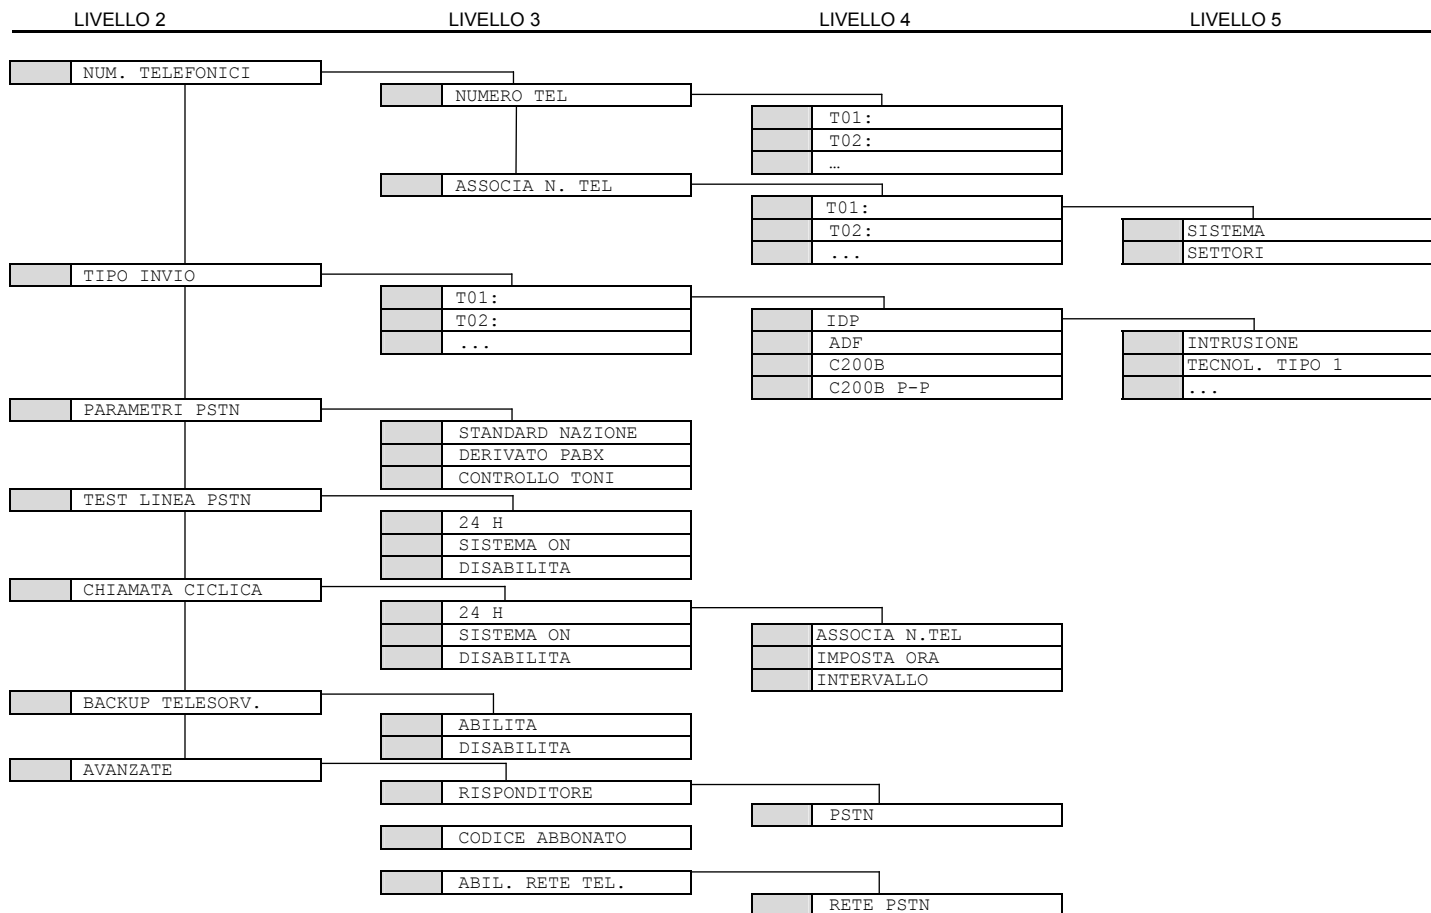 LIVELLO 2 LIVELLO 3 LIVELLO 4 LIVELLO 5
NUM. TELEFONICI
NUMERO TEL
T01:
T02:
…
ASSOCIA N. TEL
T01:
T02:
...
SISTEMA
SETTORI
TIPO INVIO
T01:
T02:
...
IDP
ADF
C200B
C200B P-P
INTRUSIONE
TECNOL. TIPO 1
...
PARAMETRI PSTN
STANDARD NAZIONE
DERIVATO PABX
CONTROLLO TONI
TEST LINEA PSTN
24 H
SISTEMA ON
DISABILITA
CHIAMATA CICLICA
24 H
SISTEMA ON
DISABILITA
ASSOCIA N.TEL
IMPOSTA ORA
INTERVALLO
BACKUP TELESORV.
ABILITA
DISABILITA
AVANZATE
RISPONDITORE
PSTN
CODICE ABBONATO
ABIL. RETE TEL.
RETE PSTN